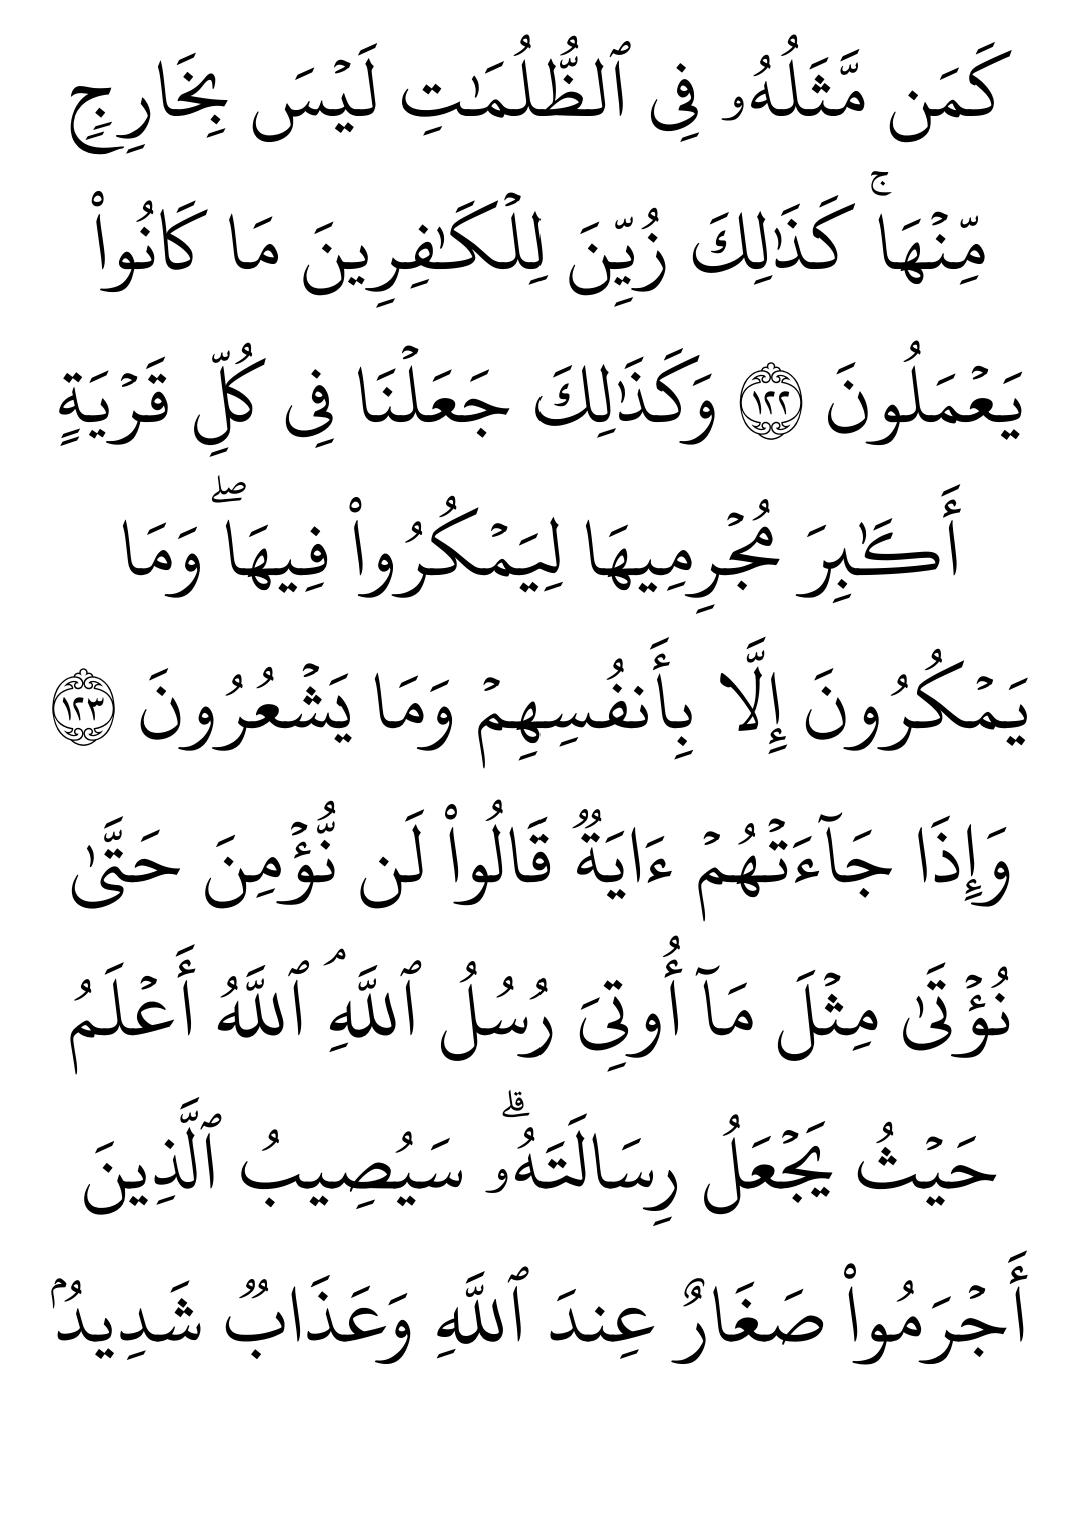 كَمَن مَّثَلُهُۥ فِى ٱلظُّلُمَـٰتِ لَيْسَ بِخَارِجٍ
مِّنْهَا ۚ كَذَٰلِكَ زُيِّنَ لِلْكَـٰفِرِينَ مَا كَانُوا۟
يَعْمَلُونَ ١٢٢ وَكَذَٰلِكَ جَعَلْنَا فِى كُلِّ قَرْيَةٍ
أَكَـٰبِرَ مُجْرِمِيهَا لِيَمْكُرُوا۟ فِيهَا ۖ وَمَا
يَمْكُرُونَ إِلَّا بِأَنفُسِهِمْ وَمَا يَشْعُرُونَ ١٢٣
وَإِذَا جَآءَتْهُمْ ءَايَةٌ قَالُوا۟ لَن نُّؤْمِنَ حَتَّىٰ
نُؤْتَىٰ مِثْلَ مَآ أُوتِىَ رُسُلُ ٱللَّهِ ۘ ٱللَّهُ أَعْلَمُ
حَيْثُ يَجْعَلُ رِسَالَتَهُۥ ۗ سَيُصِيبُ ٱلَّذِينَ
أَجْرَمُوا۟ صَغَارٌ عِندَ ٱللَّهِ وَعَذَابٌ شَدِيدٌۢ